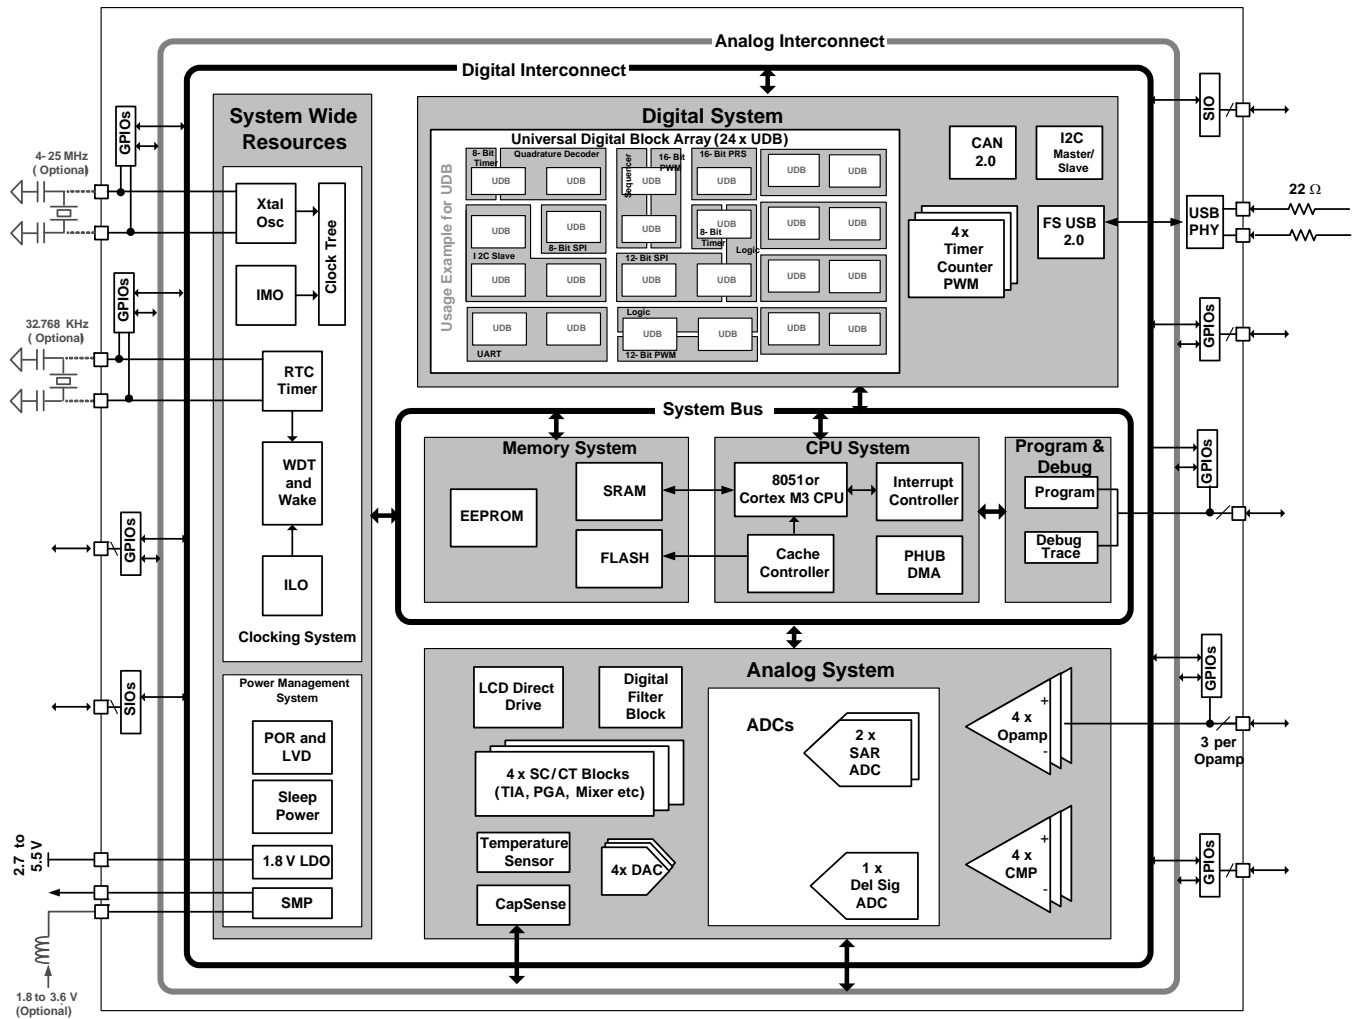 Analog Interconnect
Digital Interconnect
System Wide
Resources
GPIOs
4- 25 MHz
( Optional)
Xtal
Osc
Clock Tree
IMO
GPIOs
32.768 KHz
( Optional)
RTC
Timer
WDT
and
Wake
GPIOs
ILO
Clocking System
SIOs
Power Management
System
POR and
LVD
Sleep
Power
1.8 V LDO
SMP
2.7 to
5.5 V
1.8 to 3.6 V
(Optional)
Digital System
Universal Digital Block Array (24 x UDB)
Usage Example for UDB
8- Bit
Timer
Quadrature Decoder
Sequencer
16- Bit
PWM
16- Bit PRS
UDB
UDB
UDB
UDB
UDB
UDB
UDB
UDB
UDB
UDB
UDB
UDB
8- Bit SPI
8- Bit
Timer
Logic
I2C Slave
12- Bit SPI
UDB
UDB
UDB
UDB
UDB
UDB
Logic
UDB
UDB
UDB
UDB
UDB
UDB
UART
12- Bit PWM
CAN
2.0
I2C
Master/
Slave
4 x
Timer
Counter
PWM
FS USB
2.0
SIO
USB
PHY
22 Ω
GPIOs
GPIOs
System Bus
Memory System
EEPROM
SRAM
FLASH
CPU System
8051 or
Cortex M3 CPU
Interrupt
Controller
Cache
Controller
PHUB
DMA
Program &
Debug
Program
Debug
Trace
Analog System
LCD Direct
Drive
Digital
Filter
Block
4 x SC/ CT Blocks
(TIA, PGA, Mixer etc)
Temperature
Sensor
CapSense
4x DAC
ADCs
2 x
SAR
ADC
1 x
Del Sig
ADC
+
4 x
Opamp
-
+
4 x
CMP
-
GPIOs
3 per
Opamp
GPIOs